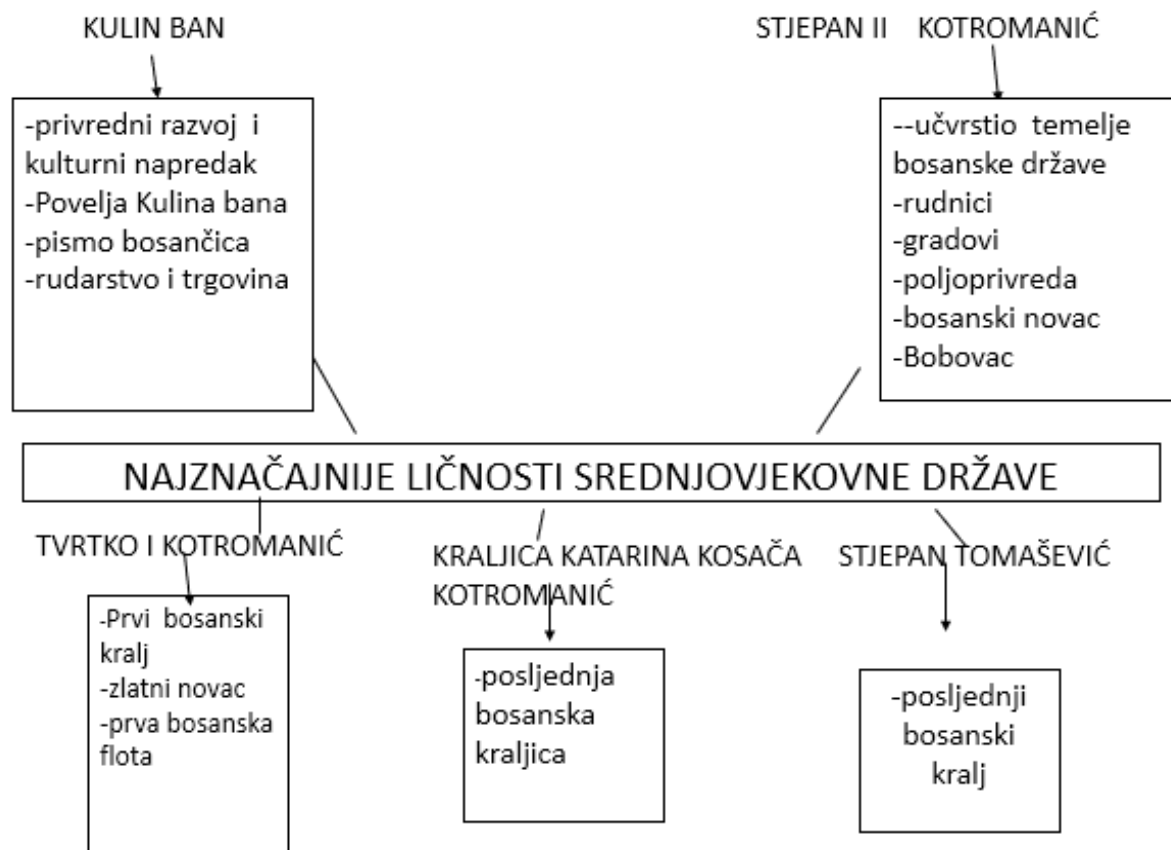 KULIN BAN
-privredni razvoj i
kulturni napredak
-Povelja Kulina bana
-pismo bosančica
-rudarstvo i trgovina
STJEPAN II KOTROMANIĆ
--učvrstio temelje
bosanske države
-rudnici
-gradovi
-poljoprivreda
-bosanski novac
-Bobovac
NAJZNAČAJNIJE LIČNOSTI SREDNJOVJEKOVNE DRŽAVE
TVRTKO I KOTROMANIĆ
-Prvi bosanski
kralj
-zlatni novac
-prva bosanska
flota
KRALJICA KATARINA KOSAČA
KOTROMANIĆ
-posljednja
bosanska
kraljica
STJEPAN TOMAŠEVIĆ
-posljednji
bosanski
kralj